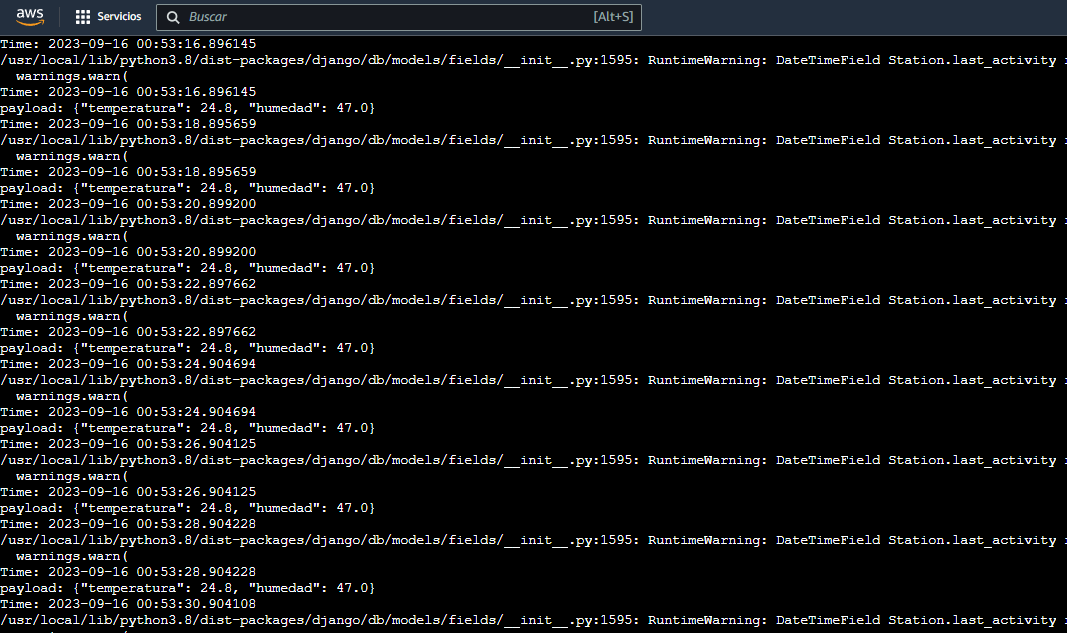 aws
Servicios
Buscar
[Alt+S]
Time: 2023-09-16 00:53:16.896145
/usr/local/lib/python3.8/dist-packages/django/db/models/fields/__init__.py:1595: RuntimeWarning: DateTimeField Station.last_activity
warnings.warn(
Time: 2023-09-16 00:53:16.896145
payload: {"temperatura": 24.8, "humedad": 47.0}
Time: 2023-09-16 00:53:18.895659
/usr/local/lib/python3.8/dist-packages/django/db/models/fields/__init__.py:1595: RuntimeWarning: DateTimeField Station.last_activity
warnings.warn(
Time: 2023-09-16 00:53:18.895659
payload: {"temperatura": 24.8, "humedad": 47.0}
Time: 2023-09-16 00:53:20.899200
/usr/local/lib/python3.8/dist-packages/django/db/models/fields/__init__.py:1595: RuntimeWarning: DateTimeField Station.last_activity
warnings.warn(
Time: 2023-09-16 00:53:20.899200
payload: {"temperatura": 24.8, "humedad": 47.0}
Time: 2023-09-16 00:53:22.897662
/usr/local/lib/python3.8/dist-packages/django/db/models/fields/__init__.py:1595: RuntimeWarning: DateTimeField Station.last_activity
warnings.warn(
Time: 2023-09-16 00:53:22.897662
payload: {"temperatura": 24.8, "humedad": 47.0}
Time: 2023-09-16 00:53:24.904694
/usr/local/lib/python3.8/dist-packages/django/db/models/fields/__init__.py:1595: RuntimeWarning: DateTimeField Station.last_activity
warnings.warn(
Time: 2023-09-16 00:53:24.904694
payload: {"temperatura": 24.8, "humedad": 47.0}
Time: 2023-09-16 00:53:26.904125
/usr/local/lib/python3.8/dist-packages/django/db/models/fields/__init__.py:1595: RuntimeWarning: DateTimeField Station.last_activity
warnings.warn(
Time: 2023-09-16 00:53:26.904125
payload: {"temperatura": 24.8, "humedad": 47.0}
Time: 2023-09-16 00:53:28.904228
/usr/local/lib/python3.8/dist-packages/django/db/models/fields/__init__.py:1595: RuntimeWarning: DateTimeField Station.last_activity
warnings.warn(
Time: 2023-09-16 00:53:28.904228
payload: {"temperatura": 24.8, "humedad": 47.0}
Time: 2023-09-16 00:53:30.904108
/usr/local/lib/python3.8/dist-packages/django/db/models/fields/__init__.py:1595: RuntimeWarning: DateTimeField Station.last_activity